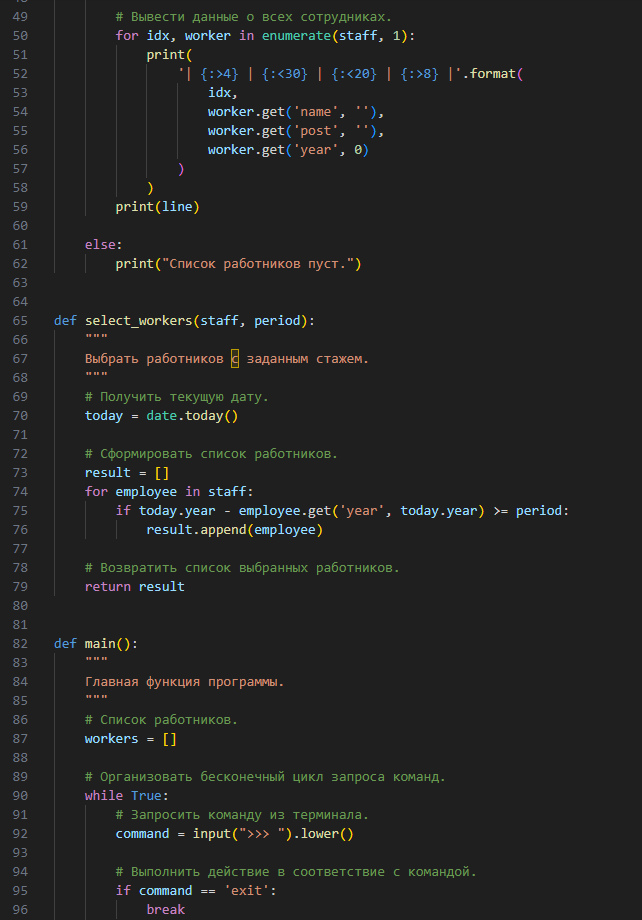 49 # Вывести данные о всех сотрудниках.
50 for idx, worker in enumerate(staff, 1):
51 print(
52 '| {:>4} | {:<30} | {:<20} | {:>8} |'.format(
53 idx,
54 worker.get('name', ''),
55 worker.get('post', ''),
56 worker.get('year', 0)
57 )
58 )
59 print(line)
60
61 else:
62 print("Список работников пуст.")
63
64
65 def select_workers(staff, period):
66 """
67 Выбрать работников с заданным стажем.
68 """
69 # Получить текущую дату.
70 today = date.today()
71
72 # Сформировать список работников.
73 result = []
74 for employee in staff:
75 if today.year - employee.get('year', today.year) >= period:
76 result.append(employee)
77
78 # Возвратить список выбранных работников.
79 return result
80
81
82 def main():
83 """
84 Главная функция программы.
85 """
86 # Список работников.
87 workers = []
88
89 # Организовать бесконечный цикл запроса команд.
90 while True:
91 # Запросить команду из терминала.
92 command = input(">>> ").lower()
93
94 # Выполнить действие в соответствие с командой.
95 if command == 'exit':
96 break